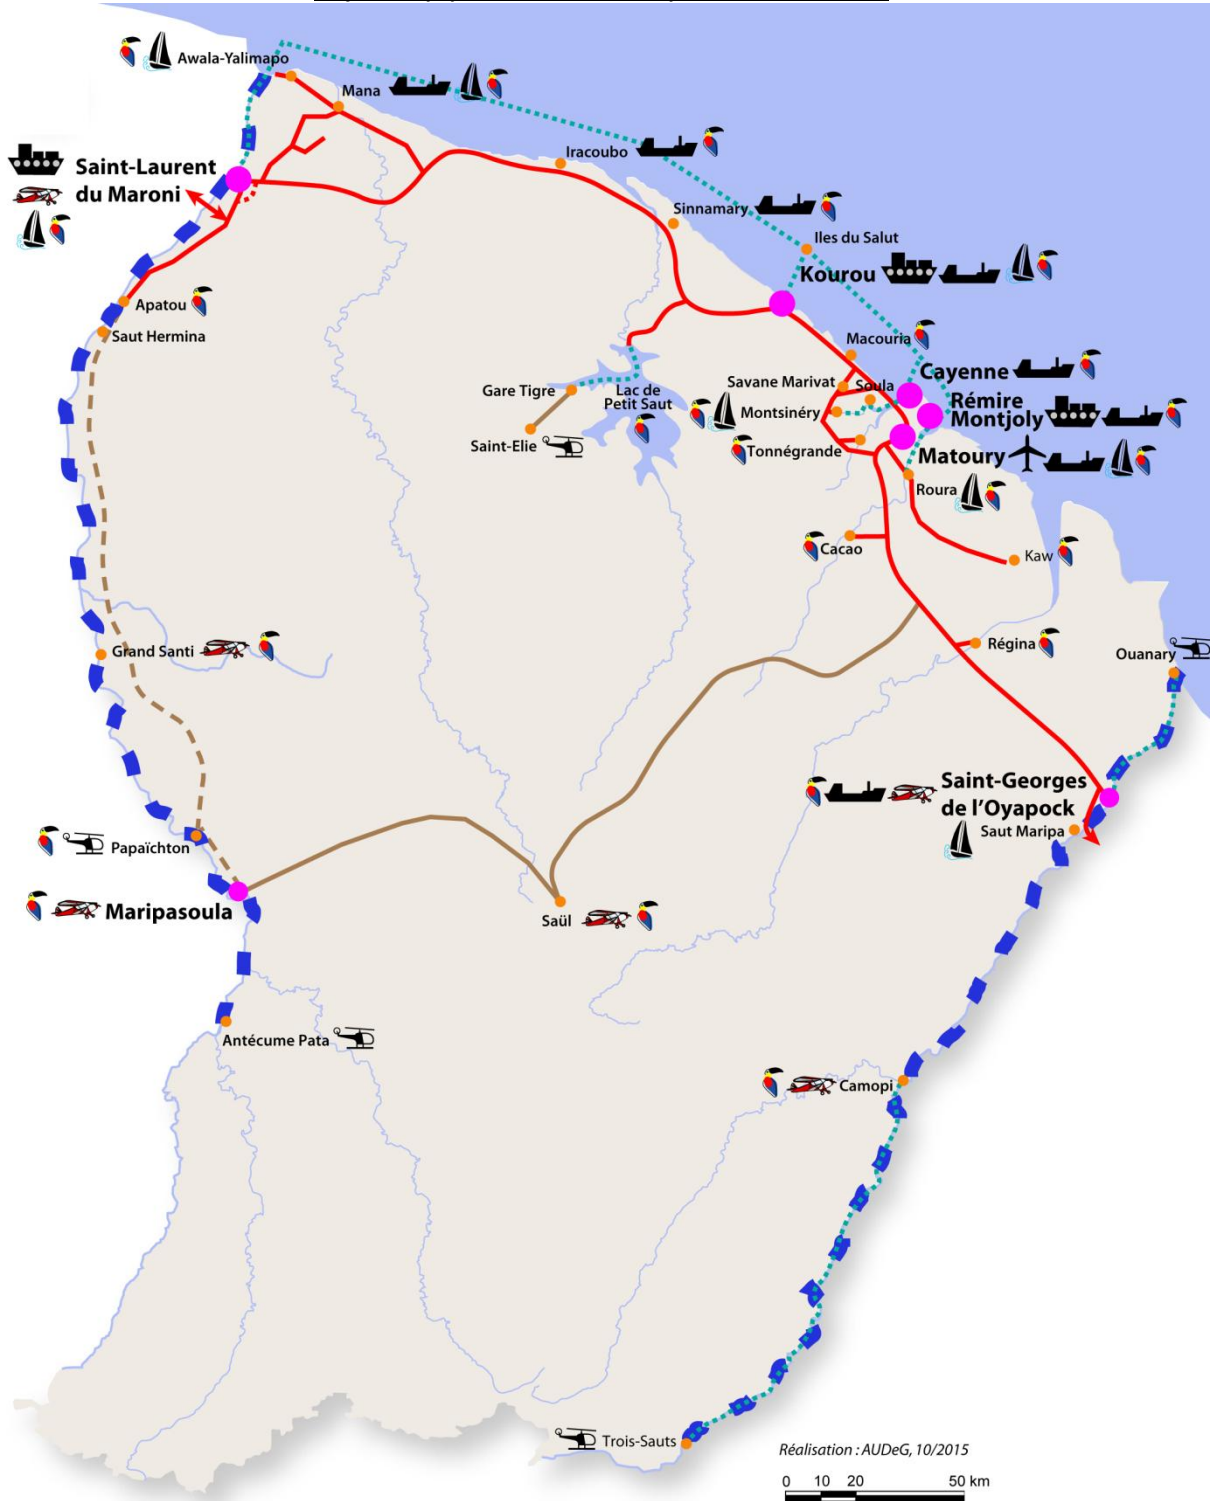 Awala-Yalimapo
Mana
Saint-Laurent
du Maroni
Iracoubo
Sinnamary
Iles du Salut
Kourou
Apatou
Saut Hermina
Macouria
Cayenne
Gare Tigre
Lac de
Petit Saut
Savane Marivat
Soula
Rémire
Montjoly
Montsinéry
Saint-Elie
Tonnégrande
Matoury
Roura
Cacao
Kaw
Grand Santi
Régina
Ouanary
Saint-Georges
de l'Oyapock
Saut Maripa
Papaïchton
Maripasoula
Saül
Antécume Pata
Camopi
Trois-Sauts
Réalisation : AUDeG, 10/2015
0 10 20 50 km